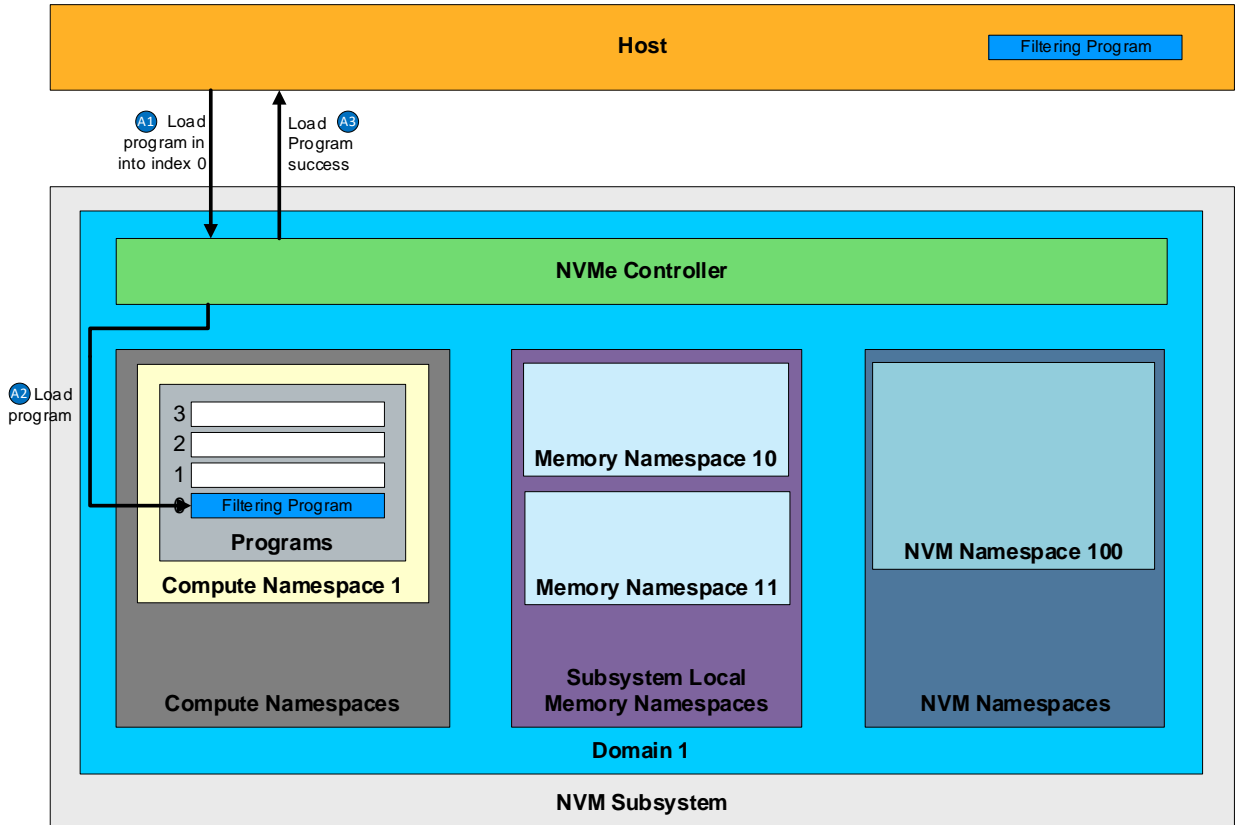 Host
Filtering Program
A1 Load
program in
into index 0
Load A3
Program
success
NVMe Controller
A2 Load
program
3
2
1
0 Filtering Program
Programs
Compute Namespace 1
Compute Namespaces
Memory Namespace 10
Memory Namespace 11
Subsystem Local
Memory Namespaces
NVM Namespace 100
NVM Namespaces
Domain 1
NVM Subsystem